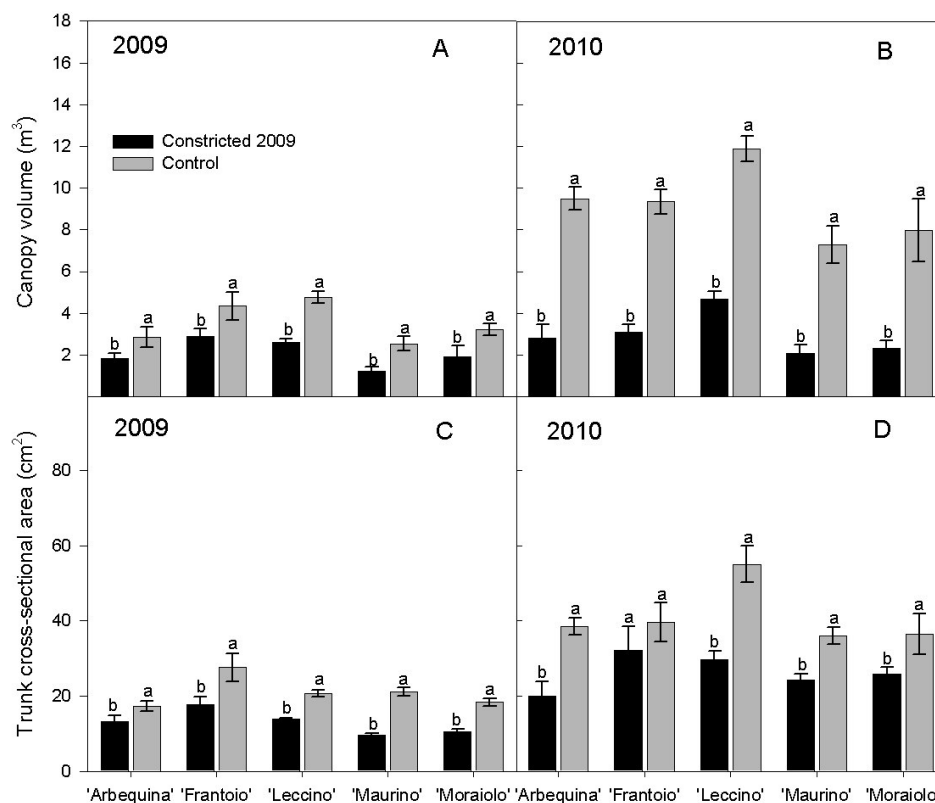 2009
A
2010
B
Constricted 2009
Control
Canopy volume (m³)
18
16
14
12
10
8
6
4
2
b a b a b a b a b a
b a b a b a b a b a
2009
C
2010
D
Trunk cross-sectional area (cm²)
80
60
40
20
0
b a b a b a b a b a
b a a a b a b a b a
'Arbequina' 'Frantoio' 'Leccino' 'Maurino' 'Moraiolo' 'Arbequina' 'Frantoio' 'Leccino' 'Maurino' 'Moraiolo'